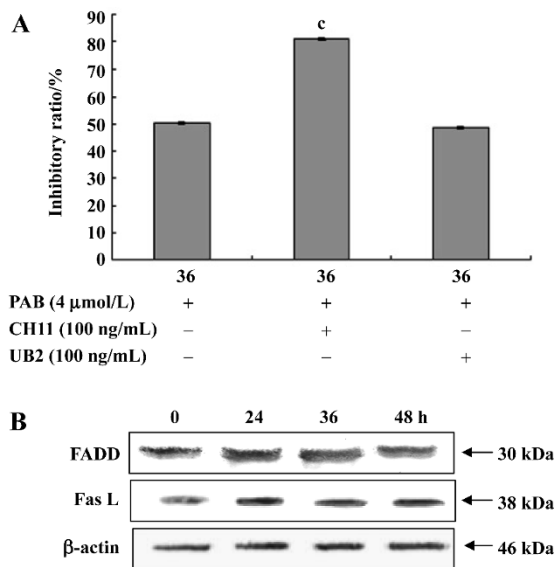 A
90
80
70
60
50
40
30
20
10
0
Inhibitory ratio/%
c
36 36 36
PAB (4 μmol/L) + + +
CH11 (100 ng/mL) – + –
UB2 (100 ng/mL) – – +
B
0 24 36 48 h
FADD 30 kDa
Fas L 38 kDa
β-actin 46 kDa